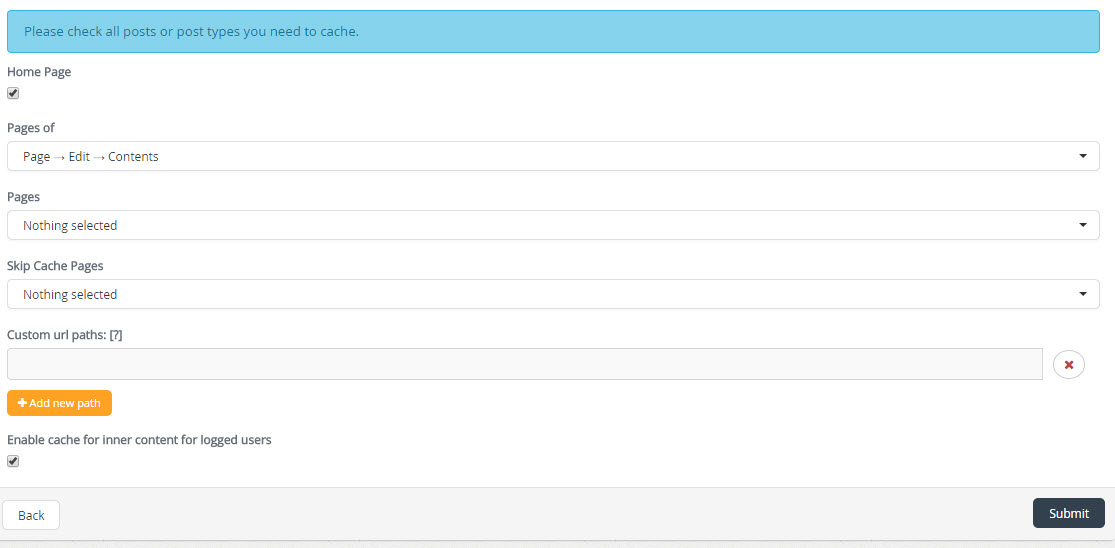 Please check all posts or post types you need to cache.
Home Page
Pages of
Page → Edit → Contents
Pages
Nothing selected
Skip Cache Pages
Nothing selected
Custom url paths: [?]
Add new path
Enable cache for inner content for logged users
Back
Submit